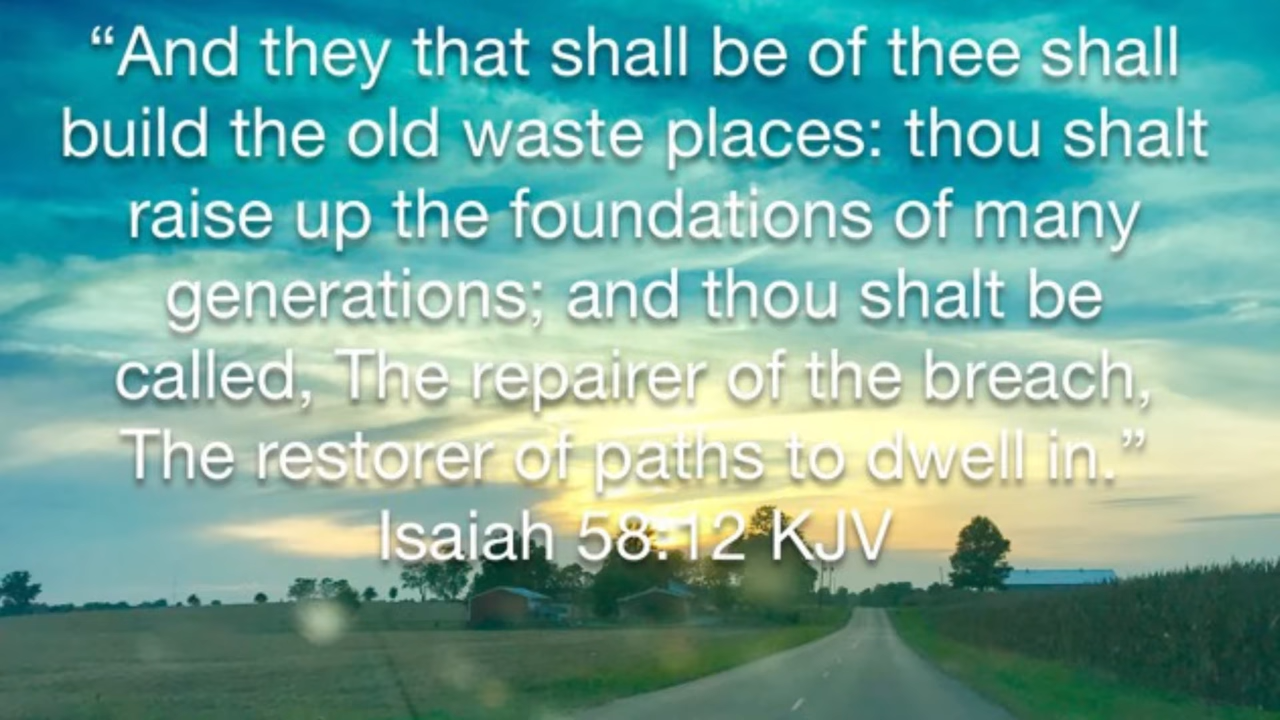 “And they that shall be of thee shall
build the old waste places: thou shalt
raise up the foundations of many
generations; and thou shalt be
called, The repairer of the breach,
The restorer of paths to dwell in.”
Isaiah 58:12 KJV